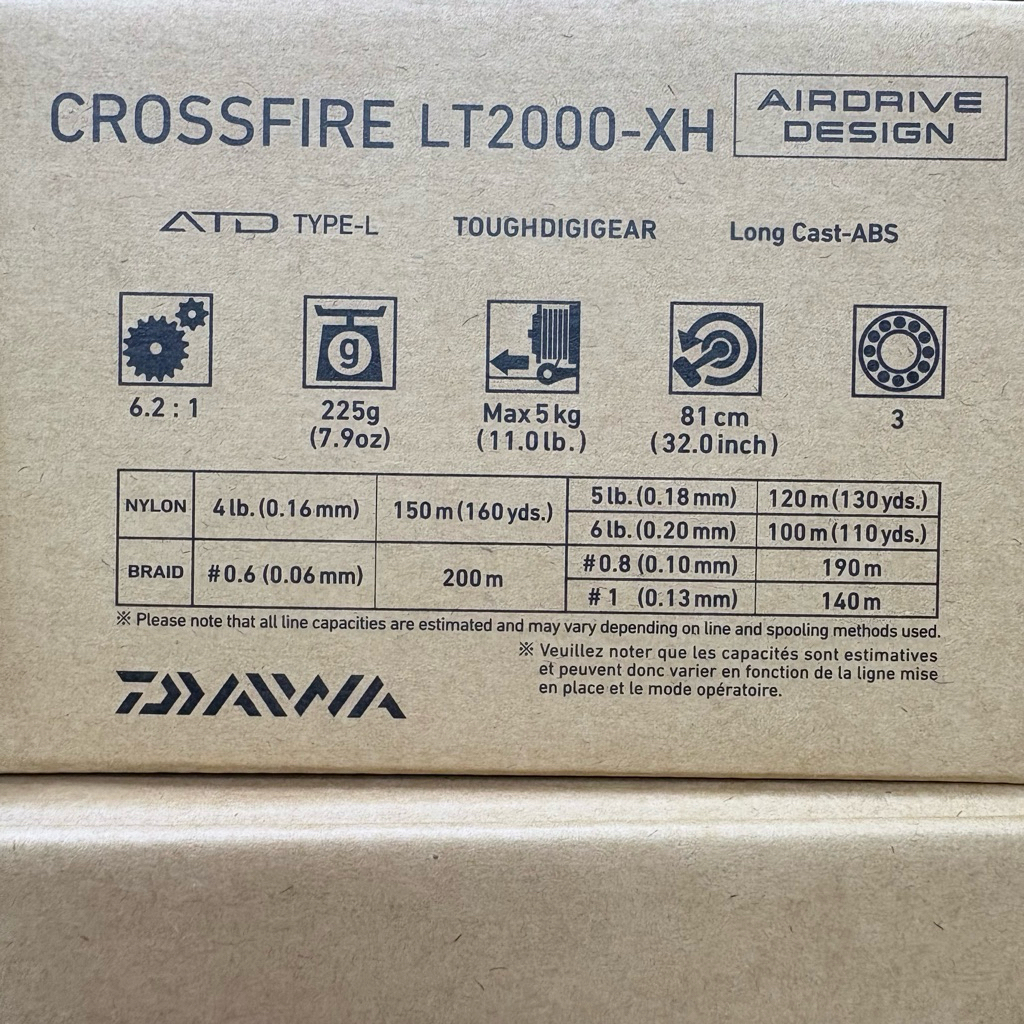 CROSSFIRE LT2000-XH
AIRDRIVE
DESIGN
ATD TYPE-L TOUGHDIGIGEAR Long Cast-ABS
g
6.2 : 1 225g Max 5 kg 81 cm 3
(7.9oz) (11.0 lb.) (32.0 inch)
NYLON 4 lb. (0.16 mm) 150 m (160 yds.) 5 lb. (0.18 mm) 120 m (130 yds.)
6 lb. (0.20 mm) 100 m (110 yds.)
BRAID #0.6 (0.06 mm) 200 m #0.8 (0.10 mm) 190 m
#1 (0.13 mm) 140 m
※ Please note that all line capacities are estimated and may vary depending on line and spooling methods used.
※ Veuillez noter que les capacités sont estimatives
et peuvent donc varier en fonction de la ligne mise
en place et le mode opératoire.
DAIWA